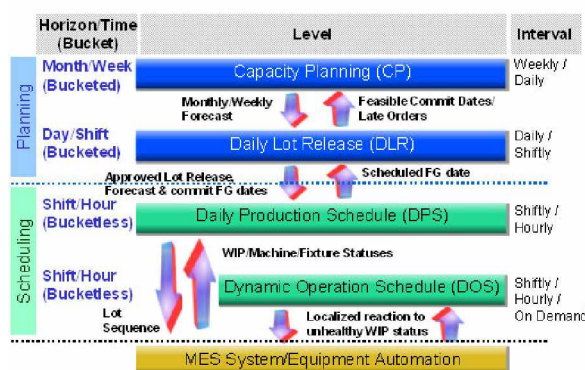 Horizon/Time
(Bucket)
Level
Interval
Planning
Month/Week
(Bucketed)
Capacity Planning (CP)
Weekly /
Daily
Monthly/Weekly
Forecast
Feasible Commit Dates/
Late Orders
Day/Shift
(Bucketed)
Daily Lot Release (DLR)
Daily /
Shiftly
Approved Lot Release,
Forecast & commit FG dates
Scheduled FG date
Scheduling
Shift/Hour
(Bucketless)
Daily Production Schedule (DPS)
Shiftly /
Hourly
WIP/Machine/Fixture Statuses
Shift/Hour
(Bucketless)
Dynamic Operation Schedule (DOS)
Shiftly /
Hourly /
On Demand
Lot
Sequence
Localized reaction to
unhealthy WIP status
MES System/Equipment Automation